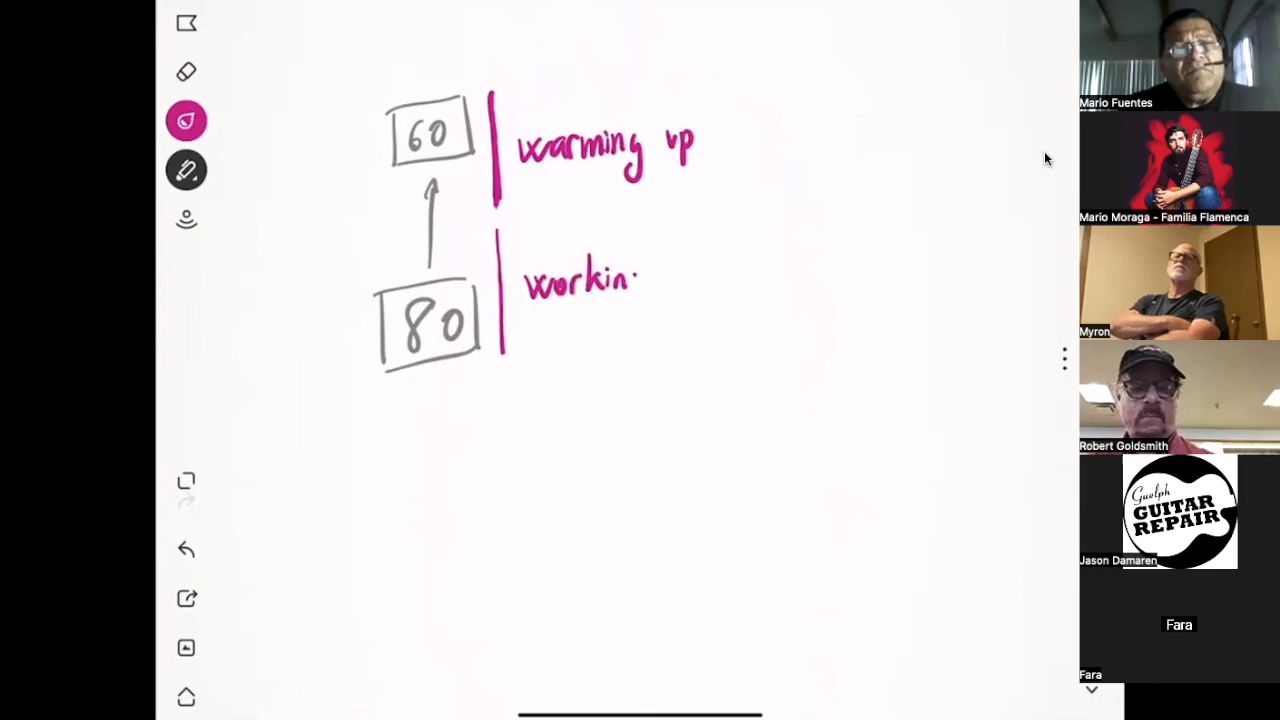 60
warming up
80
workin
Mario Fuentes
Mario Moraga - Familia Flamenca
Myron
Robert Goldsmith
Guelph
GUITAR
REPAIR
Jason Damaren
Fara
Fara